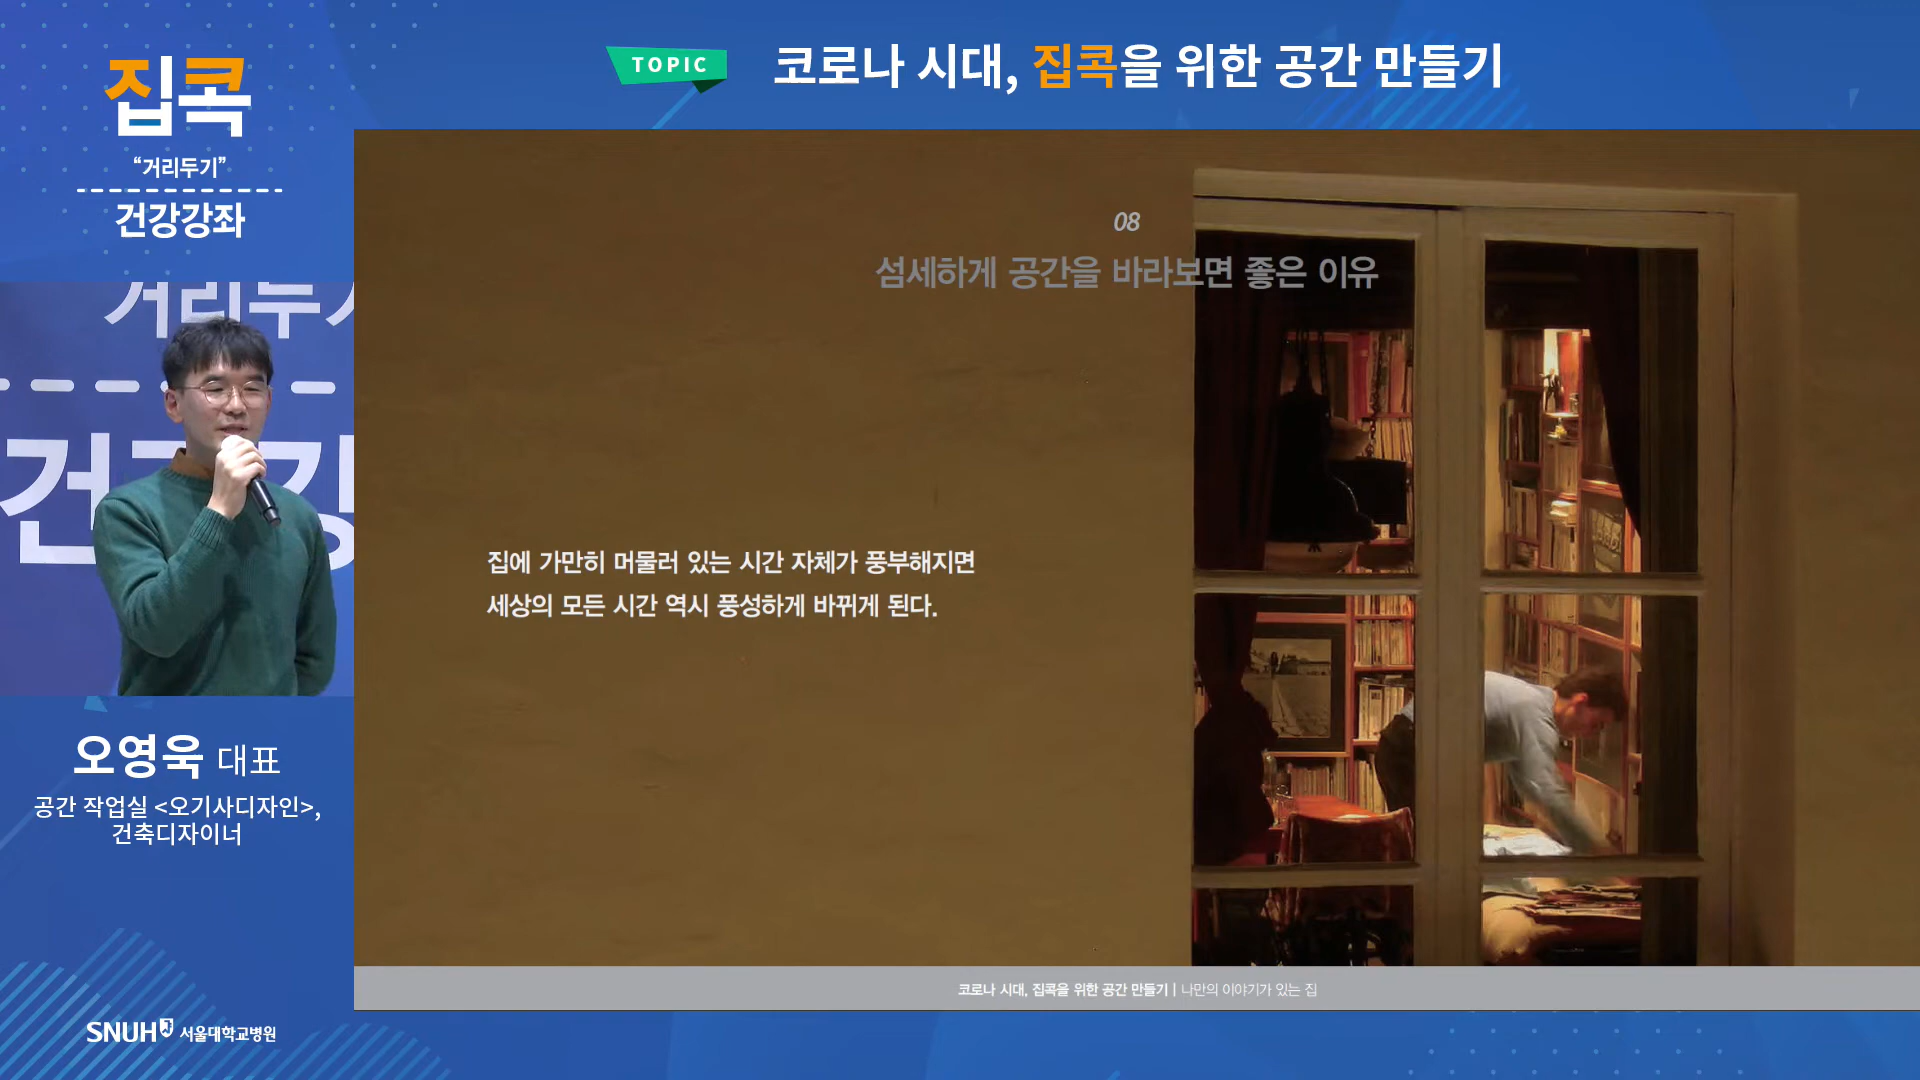 집콕
“거리두기”
건강강좌
TOPIC
코로나 시대, 집콕을 위한 공간 만들기
거리두기
건강강
08
섬세하게 공간을 바라보면 좋은 이유
집에 가만히 머물러 있는 시간 자체가 풍부해지면
세상의 모든 시간 역시 풍성하게 바뀌게 된다.
오영욱 대표
공간 작업실 <오기사디자인>,
건축디자이너
코로나 시대, 집콕을 위한 공간 만들기 | 나만의 이야기가 있는 집
SNUH 서울대학교병원